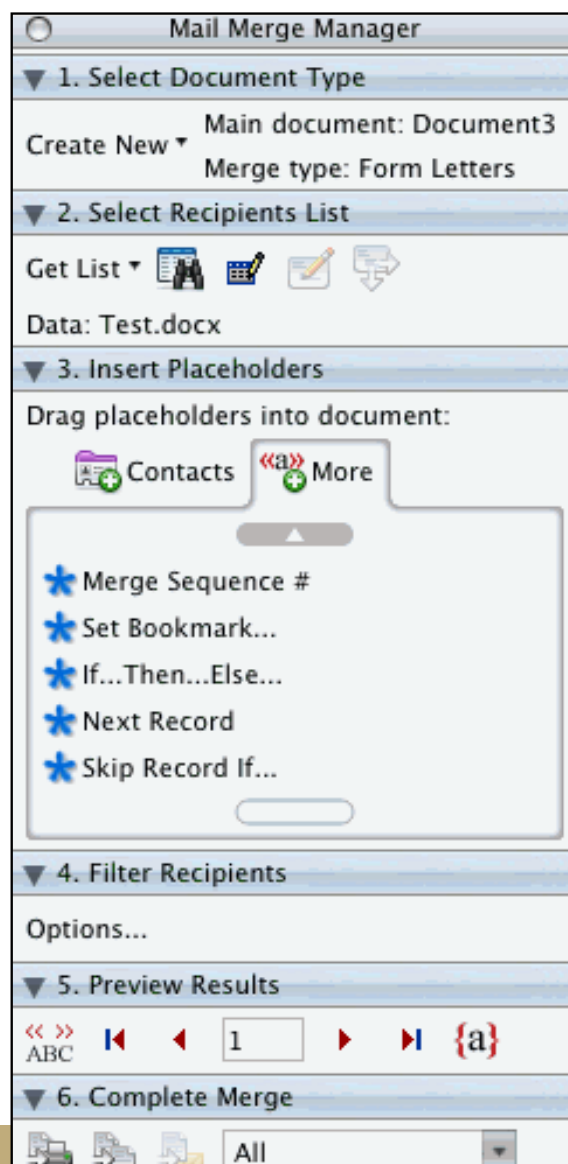 Mail Merge Manager
1. Select Document Type
Create New
Main document: Document3
Merge type: Form Letters
2. Select Recipients List
Get List
Data: Test.docx
3. Insert Placeholders
Drag placeholders into document:
Contacts «a» More
Merge Sequence #
Set Bookmark...
If...Then...Else...
Next Record
Skip Record If...
4. Filter Recipients
Options...
5. Preview Results
« »
ABC 1 {a}
6. Complete Merge
All